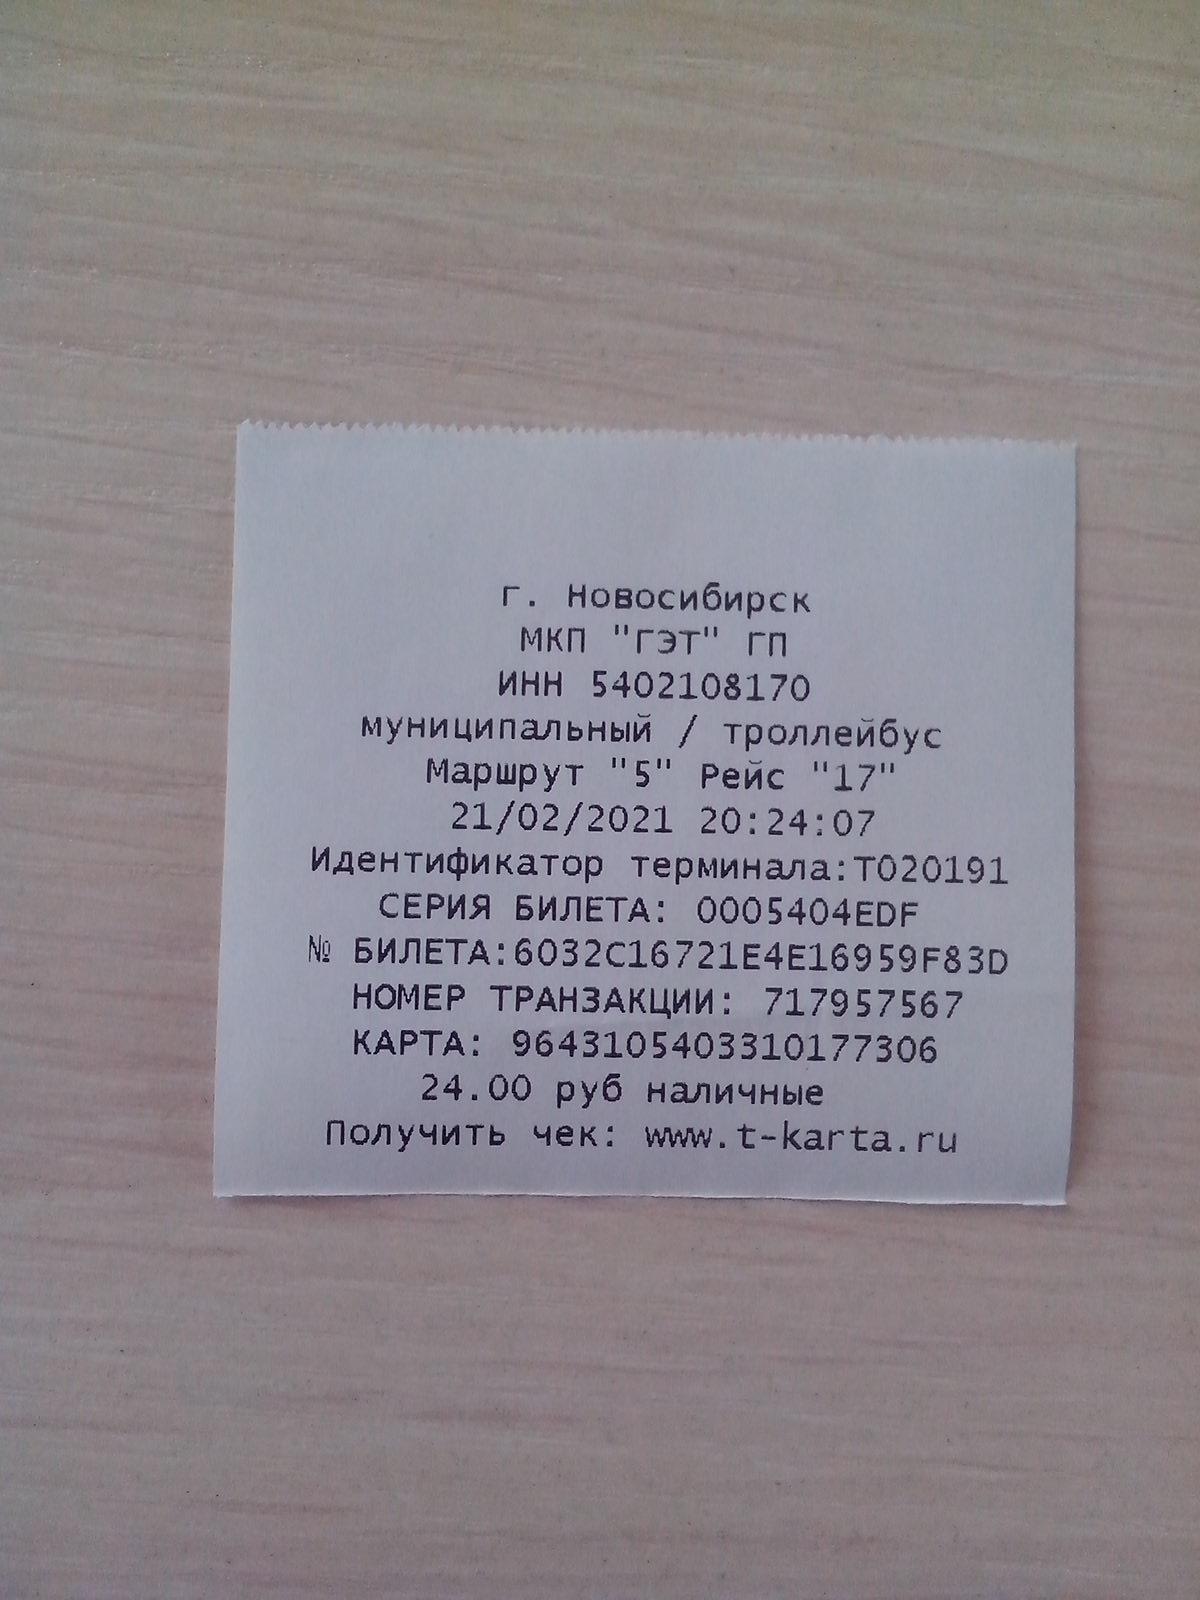 г. Новосибирск
МКП "ГЭТ" ГП
ИНН 5402108170
муниципальный / троллейбус
Маршрут "5" Рейс "17"
21/02/2021 20:24:07
Идентификатор терминала:T020191
СЕРИЯ БИЛЕТА: 0005404EDF
№ БИЛЕТА:6032C16721E4E16959F83D
НОМЕР ТРАНЗАКЦИИ: 717957567
КАРТА: 9643105403310177306
24.00 руб наличные
Получить чек: www.t-karta.ru